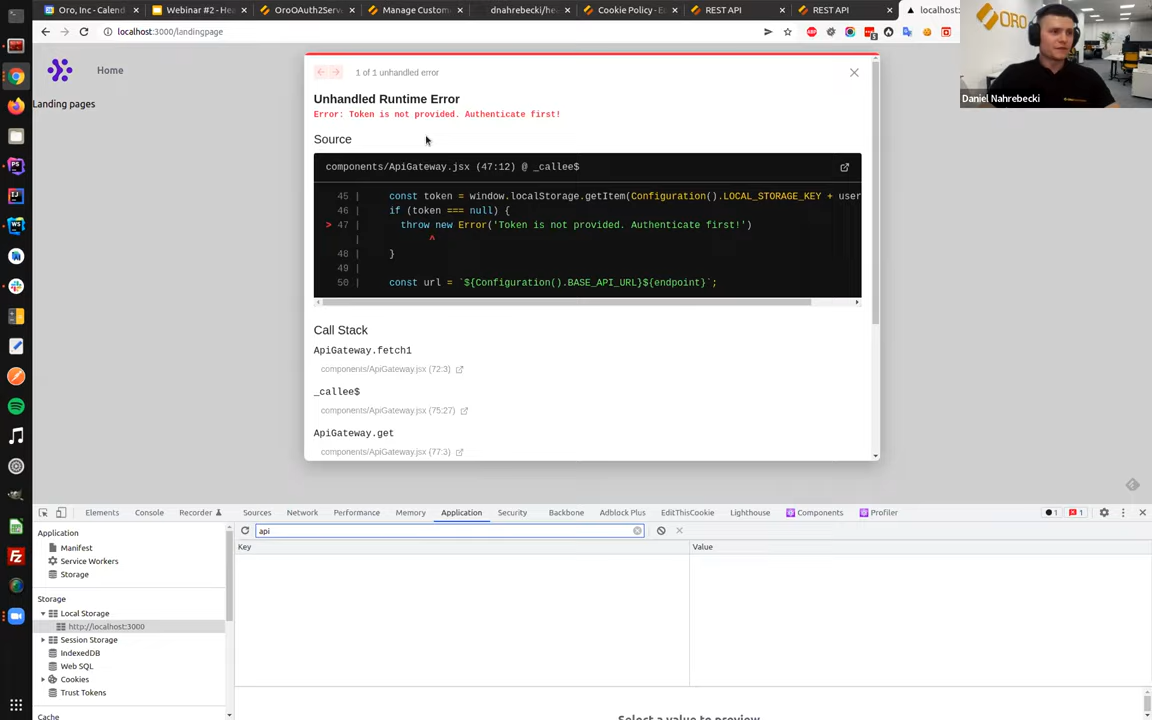 Oro, Inc - Calend
Webinar #2 - Hea
OroOAuth2Serv
Manage Custom
dnahrebecki/he
Cookie Policy - E
REST API
REST API
localhost:
localhost:3000/landingpage
ORO
Daniel Nahrebecki
Home
Landing pages
1 of 1 unhandled error
Unhandled Runtime Error
Error: Token is not provided. Authenticate first!
Source
components/ApiGateway.jsx (47:12) @ _callee$
45 | const token = window.localStorage.getItem(Configuration().LOCAL_STORAGE_KEY + user
46 | if (token === null) {
> 47 | throw new Error('Token is not provided. Authenticate first!')
| ^
48 | }
49 |
50 | const url = `${Configuration().BASE_API_URL}${endpoint}`;
Call Stack
ApiGateway.fetch1
components/ApiGateway.jsx (72:3)
_callee$
components/ApiGateway.jsx (75:27)
ApiGateway.get
components/ApiGateway.jsx (77:3)
Elements
Console
Recorder
Sources
Network
Performance
Memory
Application
Security
Backbone
Adblock Plus
EditThisCookie
Lighthouse
Components
Profiler
1
1
api
Key
Value
Application
Manifest
Service Workers
Storage
Storage
Local Storage
http://localhost:3000
Session Storage
IndexedDB
Web SQL
Cookies
Trust Tokens
Cache
Select a value to preview